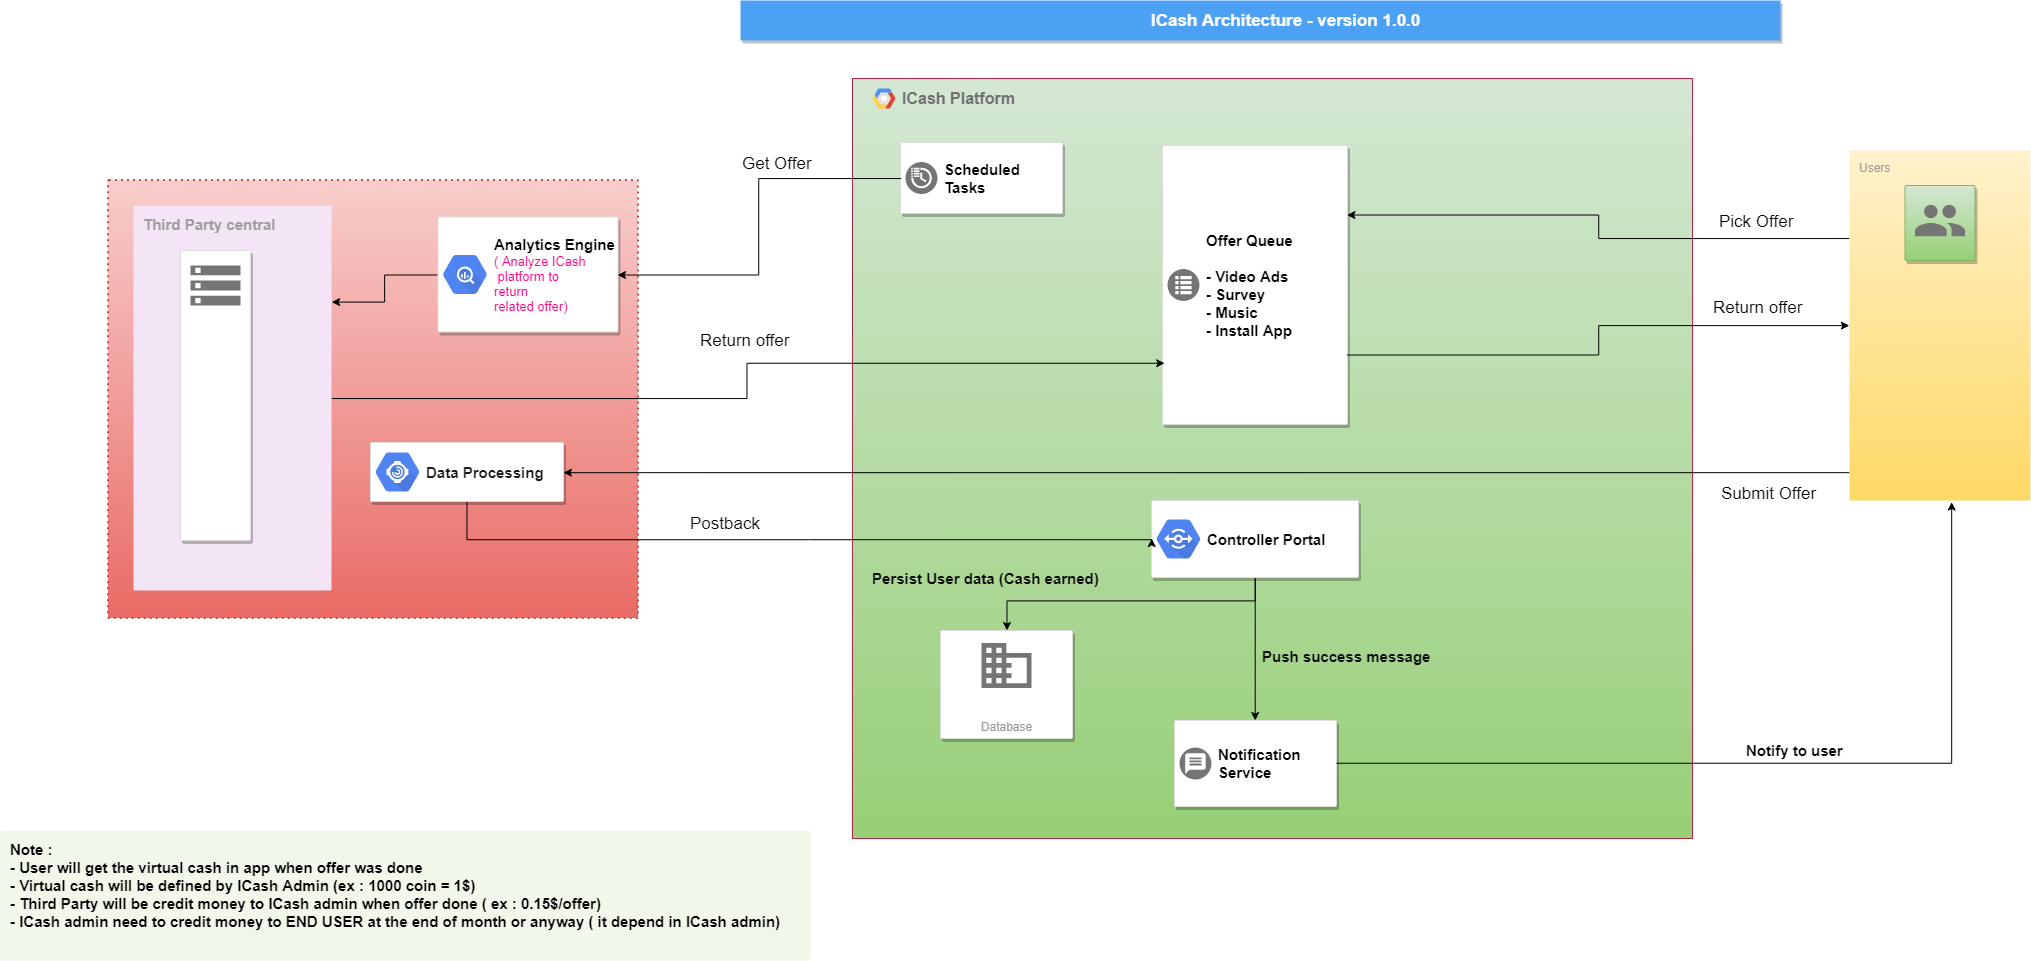 ICash Architecture - version 1.0.0
ICash Platform
Get Offer
Scheduled
Tasks
Users
Third Party central
Analytics Engine
( Analyze ICash
platform to
return
related offer)
Offer Queue
- Video Ads
- Survey
- Music
- Install App
Pick Offer
Return offer
Return offer
Data Processing
Submit Offer
Postback
Controller Portal
Persist User data (Cash earned)
Push success message
Database
Notification
Service
Notify to user
Note :
- User will get the virtual cash in app when offer was done
- Virtual cash will be defined by ICash Admin (ex : 1000 coin = 1$)
- Third Party will be credit money to ICash admin when offer done ( ex : 0.15$/offer)
- ICash admin need to credit money to END USER at the end of month or anyway ( it depend in ICash admin)